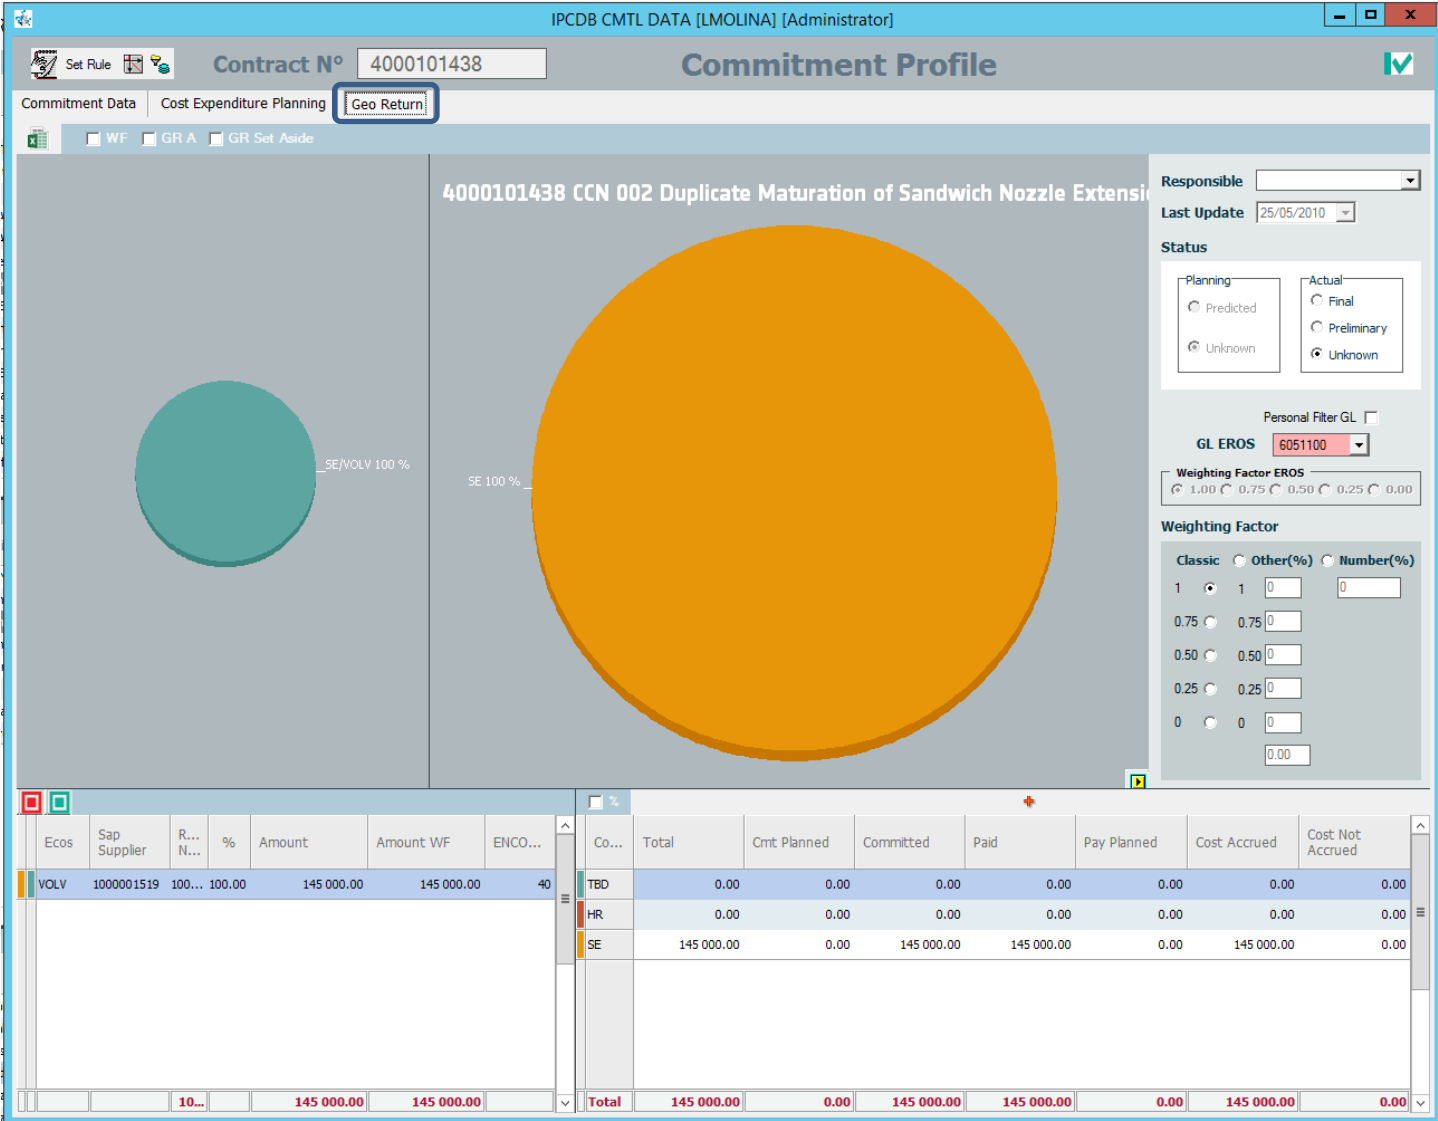 IPCDB CMTL DATA [LMOLINA] [Administrator]
Set Rule
Contract N° 4000101438
Commitment Profile
Commitment Data Cost Expenditure Planning Geo Return
WF GR A GR Set Aside
4000101438 CCN 002 Duplicate Maturation of Sandwich Nozzle Extensi
SE/VOLV 100 %
SE 100 %
Responsible
Last Update 25/05/2010
Status
Planning Actual
Predicted Final
Preliminary
Unknown Unknown
Personal Filter GL
GL EROS 6051100
Weighting Factor EROS
1.00 0.75 0.50 0.25 0.00
Weighting Factor
Classic Other(%) Number(%)
1 1 0 0
0.75 0.75 0
0.50 0.50 0
0.25 0.25 0
0 0 0
0.00
Ecos Sap Supplier R... N... % Amount Amount WF ENCO...
VOLV 1000001519 100... 100.00 145 000.00 145 000.00 40
10... 145 000.00 145 000.00
%
Co... Total Cmt Planned Committed Paid Pay Planned Cost Accrued Cost Not Accrued
TBD 0.00 0.00 0.00 0.00 0.00 0.00 0.00
HR 0.00 0.00 0.00 0.00 0.00 0.00 0.00
SE 145 000.00 0.00 145 000.00 145 000.00 0.00 145 000.00 0.00
Total 145 000.00 0.00 145 000.00 145 000.00 0.00 145 000.00 0.00